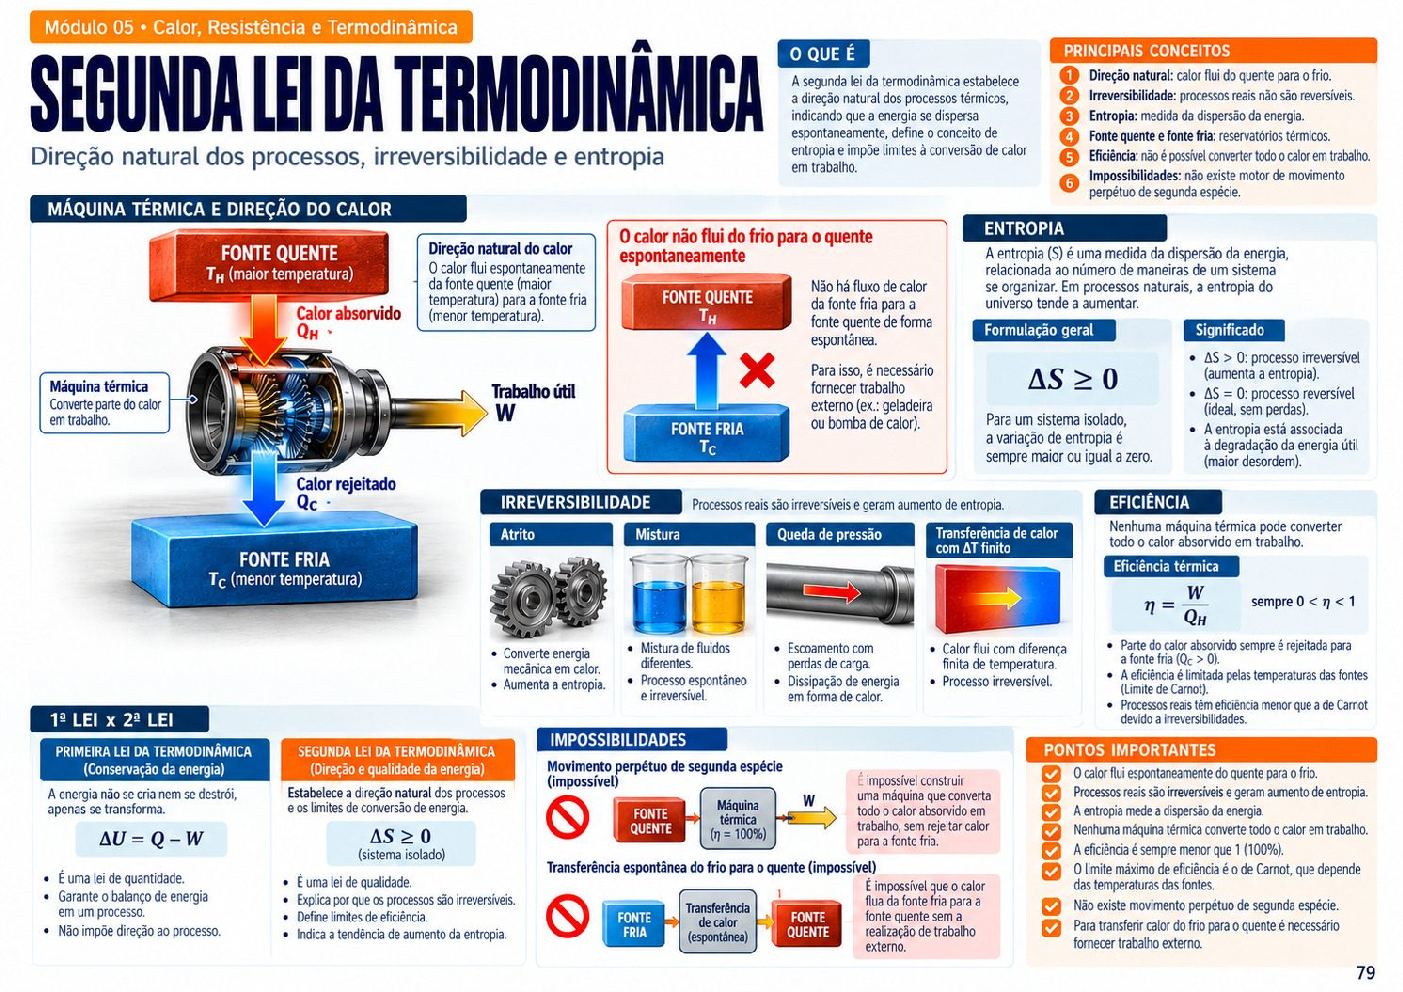 Módulo 05 • Calor, Resistência e Termodinâmica
SEGUNDA LEI DA TERMODINÂMICA
Direção natural dos processos, irreversibilidade e entropia
O QUE É
A segunda lei da termodinâmica estabelece
a direção natural dos processos térmicos,
indicando que a energia se dispersa
espontaneamente, define o conceito de
entropia e impõe limites à conversão de calor
em trabalho.
PRINCIPAIS CONCEITOS
1 Direção natural: calor flui do quente para o frio.
2 Irreversibilidade: processos reais não são reversíveis.
3 Entropia: medida da dispersão da energia.
4 Fonte quente e fonte fria: reservatórios térmicos.
5 Eficiência: não é possível converter todo o calor em trabalho.
6 Impossibilidades: não existe motor de movimento
perpétuo de segunda espécie.
MÁQUINA TÉRMICA E DIREÇÃO DO CALOR
FONTE QUENTE
T_H (maior temperatura)
Calor absorvido
Q_H
Direção natural do calor
O calor flui espontaneamente
da fonte quente (maior
temperatura) para a fonte fria
(menor temperatura).
Máquina térmica
Converte parte do calor
em trabalho.
Trabalho útil
W
Calor rejeitado
Q_C
FONTE FRIA
T_C (menor temperatura)
O calor não flui do frio para o quente
espontaneamente
FONTE QUENTE
T_H
FONTE FRIA
T_C
Não há fluxo de calor
da fonte fria para a
fonte quente de forma
espontânea.
Para isso, é necessário
fornecer trabalho
externo (ex.: geladeira
ou bomba de calor).
ENTROPIA
A entropia (S) é uma medida da dispersão da energia,
relacionada ao número de maneiras de um sistema
se organizar. Em processos naturais, a entropia do
universo tende a aumentar.
Formulação geral
ΔS ≥ 0
Para um sistema isolado,
a variação de entropia é
sempre maior ou igual a zero.
Significado
• ΔS > 0: processo irreversível
(aumenta a entropia).
• ΔS = 0: processo reversível
(ideal, sem perdas).
• A entropia está associada
à degradação da energia útil
(maior desordem).
IRREVERSIBILIDADE
Processos reais são irreversíveis e geram aumento de entropia.
Atrito
• Converte energia
mecânica em calor.
• Aumenta a entropia.
Mistura
• Mistura de fluidos
diferentes.
• Processo espontâneo
e irreversível.
Queda de pressão
• Escoamento com
perdas de carga.
• Dissipação de energia
em forma de calor.
Transferência de calor
com ΔT finito
• Calor flui com diferença
finita de temperatura.
• Processo irreversível.
EFICIÊNCIA
Nenhuma máquina térmica pode converter
todo o calor absorvido em trabalho.
Eficiência térmica
η = W / Q_H
sempre 0 < η < 1
• Parte do calor absorvido sempre é rejeitada para
a fonte fria (Q_C > 0).
• A eficiência é limitada pelas temperaturas das fontes
(Limite de Carnot).
• Processos reais têm eficiência menor que a de Carnot
devido a irreversibilidades.
1ª LEI x 2ª LEI
PRIMEIRA LEI DA TERMODINÂMICA
(Conservação da energia)
A energia não se cria nem se destrói,
apenas se transforma.
ΔU = Q – W
• É uma lei de quantidade.
• Garante o balanço de energia
em um processo.
• Não impõe direção ao processo.
SEGUNDA LEI DA TERMODINÂMICA
(Direção e qualidade da energia)
Estabelece a direção natural dos processos
e os limites de conversão de energia.
ΔS ≥ 0
(sistema isolado)
• É uma lei de qualidade.
• Explica por que os processos são irreversíveis.
• Define limites de eficiência.
• Indica a tendência de aumento da entropia.
IMPOSSIBILIDADES
Movimento perpétuo de segunda espécie
(impossível)
FONTE
QUENTE
Máquina
térmica
(η = 100%)
W
É impossível construir
uma máquina que converta
todo o calor absorvido em
trabalho, sem rejeitar calor
para a fonte fria.
Transferência espontânea do frio para o quente (impossível)
FONTE
FRIA
Transferência
de calor
(espontânea)
FONTE
QUENTE
É impossível que o calor
flua da fonte fria para a
fonte quente sem a
realização de trabalho
externo.
PONTOS IMPORTANTES
O calor flui espontaneamente do quente para o frio.
Processos reais são irreversíveis e geram aumento de entropia.
A entropia mede a dispersão da energia.
Nenhuma máquina térmica converte todo o calor em trabalho.
A eficiência é sempre menor que 1 (100%).
O limite máximo de eficiência é o de Carnot, que depende
das temperaturas das fontes.
Não existe movimento perpétuo de segunda espécie.
Para transferir calor do frio para o quente é necessário
fornecer trabalho externo.
79